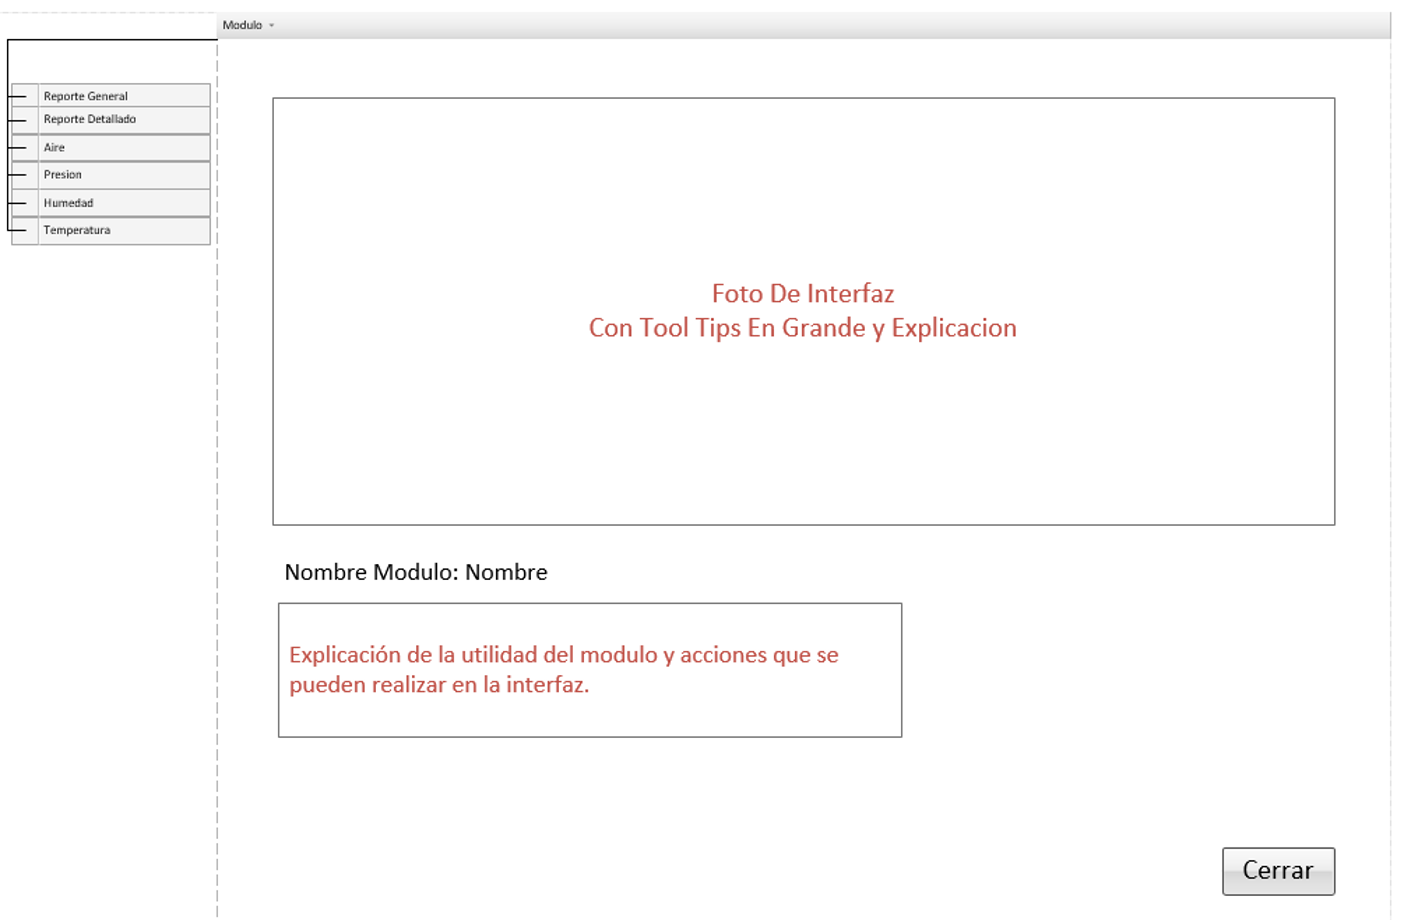 Modulo
Reporte General
Reporte Detallado
Aire
Presion
Humedad
Temperatura
Foto De Interfaz
Con Tool Tips En Grande y Explicacion
Nombre Modulo: Nombre
Explicación de la utilidad del modulo y acciones que se
pueden realizar en la interfaz.
Cerrar